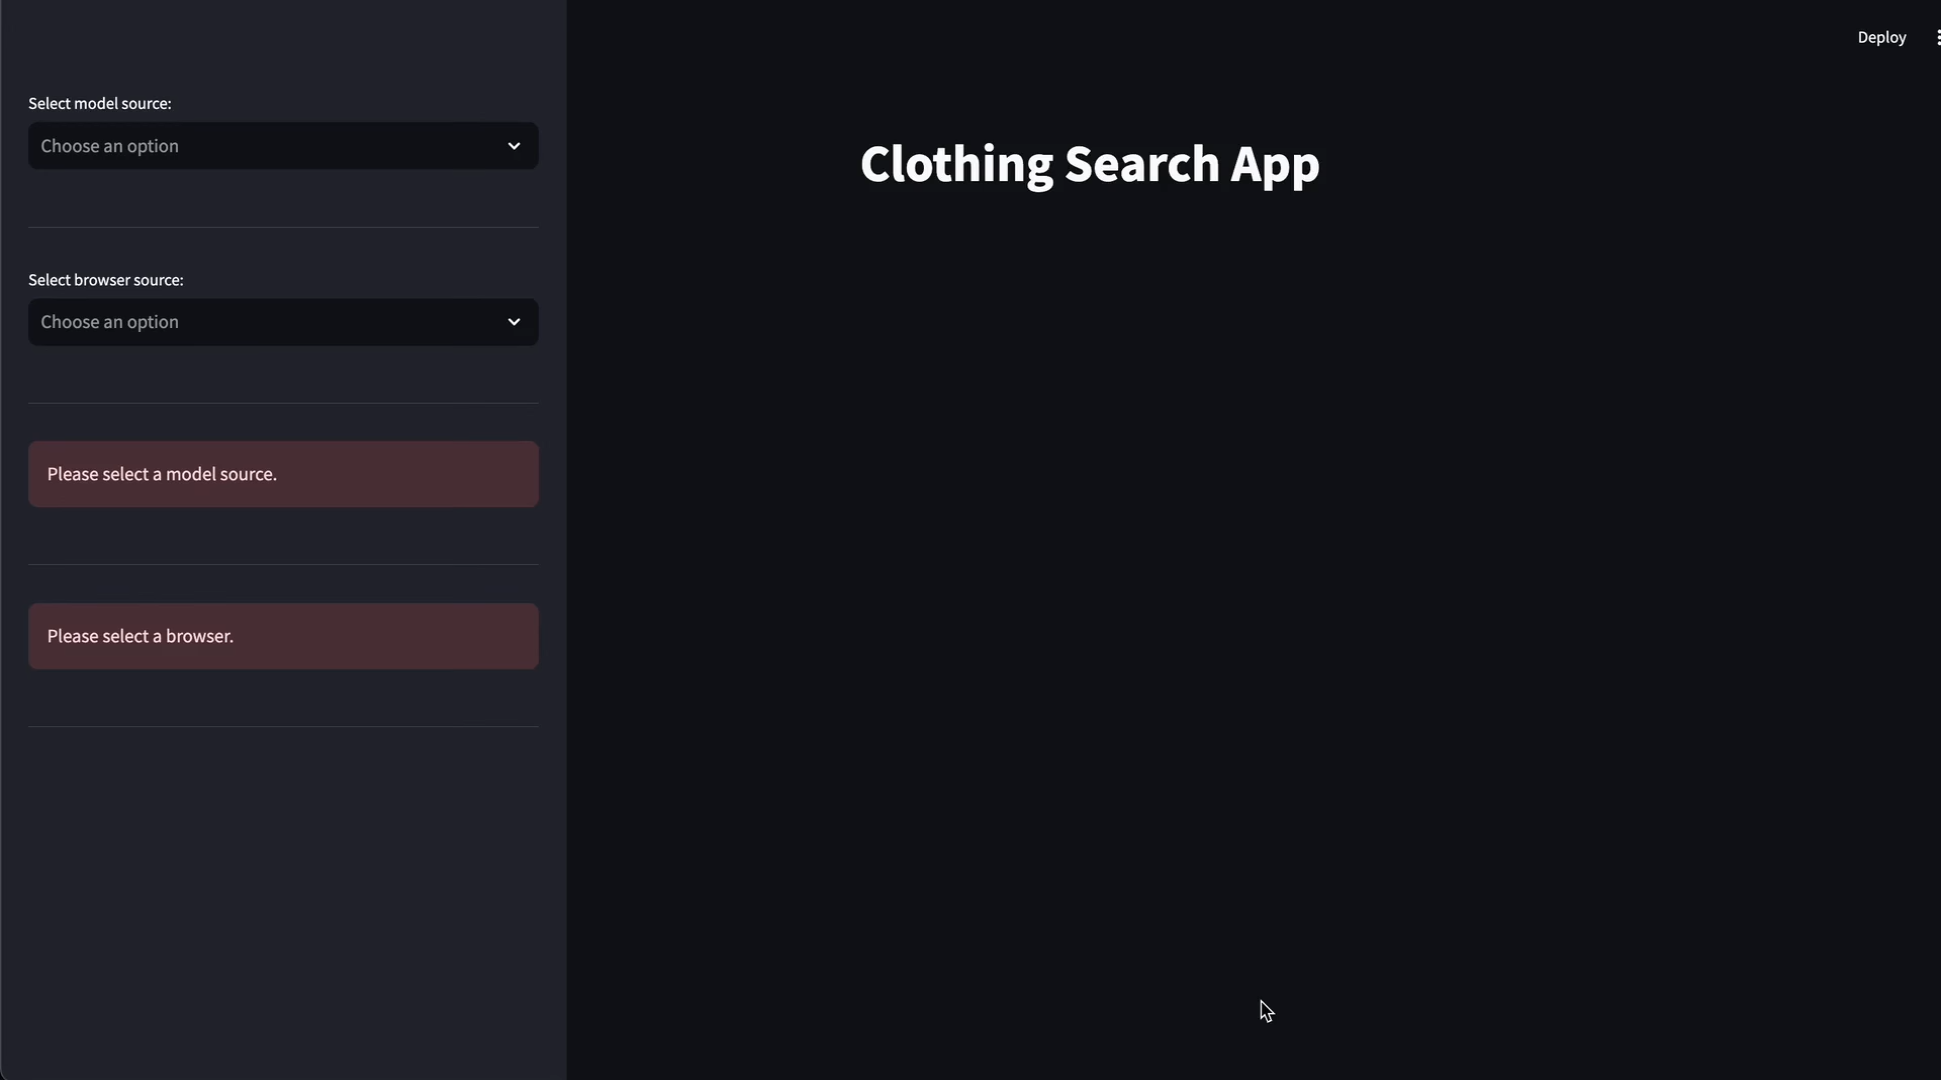 Deploy
Select model source:
Choose an option
Select browser source:
Choose an option
Please select a model source.
Please select a browser.
Clothing Search App